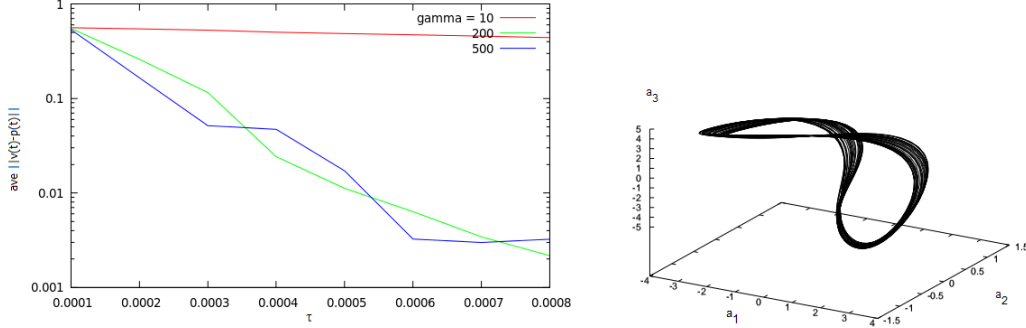 1
0.1
0.01
0.001
ave ||v(t)-p(t)||
gamma = 10
200
500
0.0001 0.0002 0.0003 0.0004 0.0005 0.0006 0.0007 0.0008
τ
a3
5
4
3
2
1
0
-1
-2
-3
-4
-5
-4 -3 -2 -1 0 1 2 3 4
a1
-1.5 -1 -0.5 0 0.5 1 1.5
a2